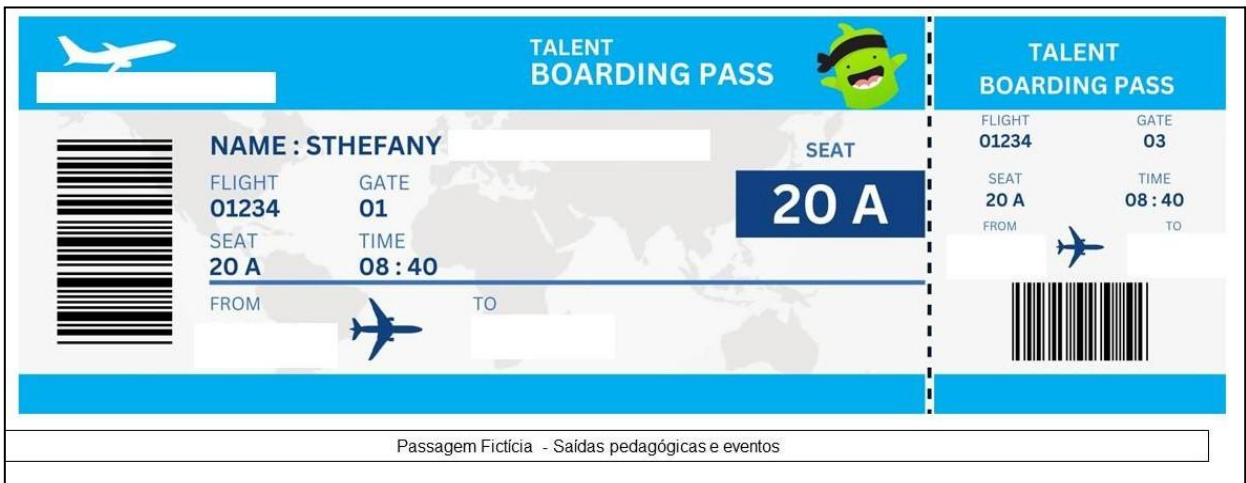 TALENT
BOARDING PASS
NAME : STHEFANY
SEAT
20 A
FLIGHT GATE
01234 01
SEAT TIME
20 A 08 : 40
FROM TO
TALENT
BOARDING PASS
FLIGHT GATE
01234 03
SEAT TIME
20 A 08 : 40
FROM TO
Passagem Fictícia - Saídas pedagógicas e eventos